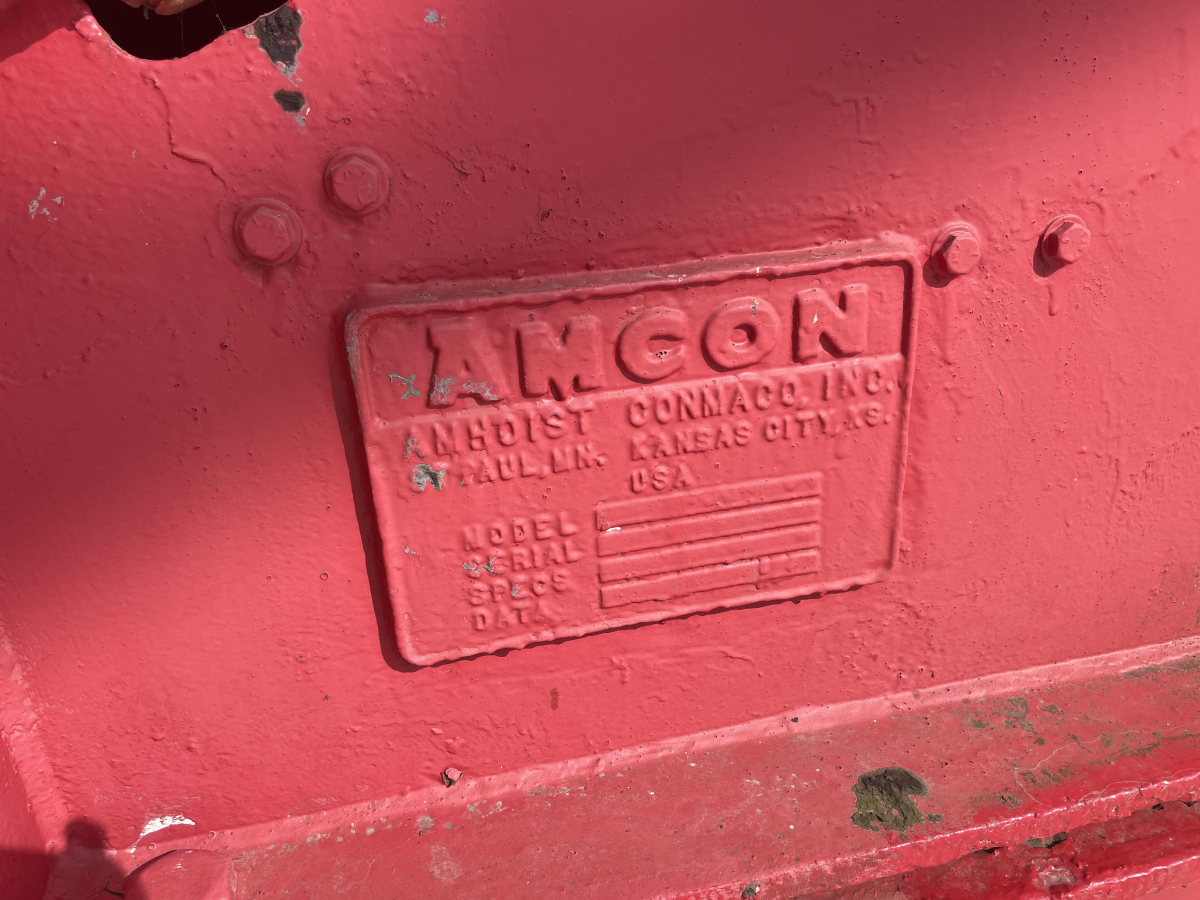 AMCON
AMHOIST CONMACO, INC.
ST PAUL, MN. KANSAS CITY, KS.
USA
MODEL
SERIAL
SPECS
DATA